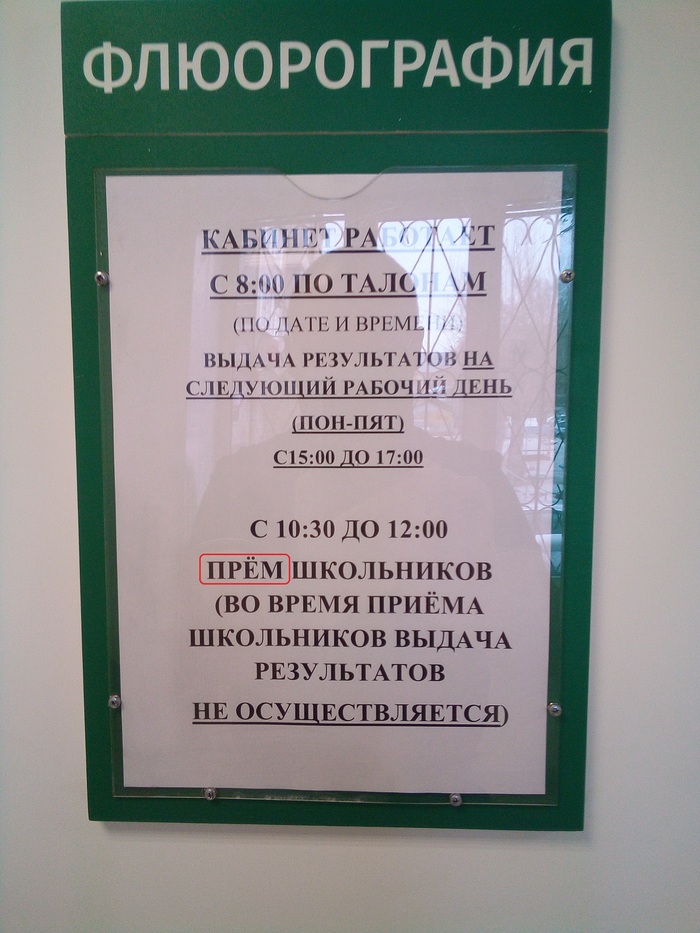 ФЛЮОРОГРАФИЯ
КАБИНЕТ РАБОТАЕТ
С 8:00 ПО ТАЛОНАМ
(ПО ДАТЕ И ВРЕМЕНИ)
ВЫДАЧА РЕЗУЛЬТАТОВ НА
СЛЕДУЮЩИЙ РАБОЧИЙ ДЕНЬ
(ПОН-ПЯТ)
С15:00 ДО 17:00
С 10:30 ДО 12:00
ПРЁМ ШКОЛЬНИКОВ
(ВО ВРЕМЯ ПРИЁМА
ШКОЛЬНИКОВ ВЫДАЧА
РЕЗУЛЬТАТОВ
НЕ ОСУЩЕСТВЛЯЕТСЯ)